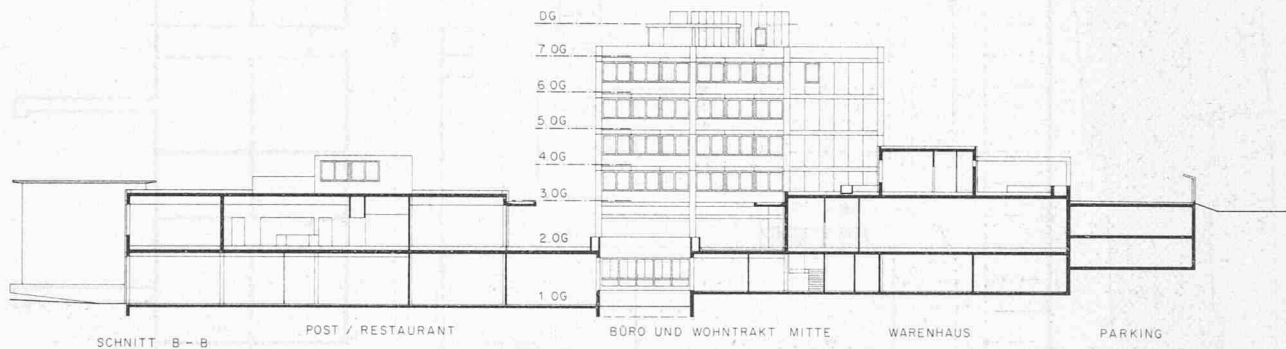 DG
7. OG
6. OG
5. OG
4. OG
3. OG
2. OG
1. OG
POST / RESTAURANT
BÜRO UND WOHNTRAKT MITTE
WARENHAUS
PARKING
SCHNITT B-B